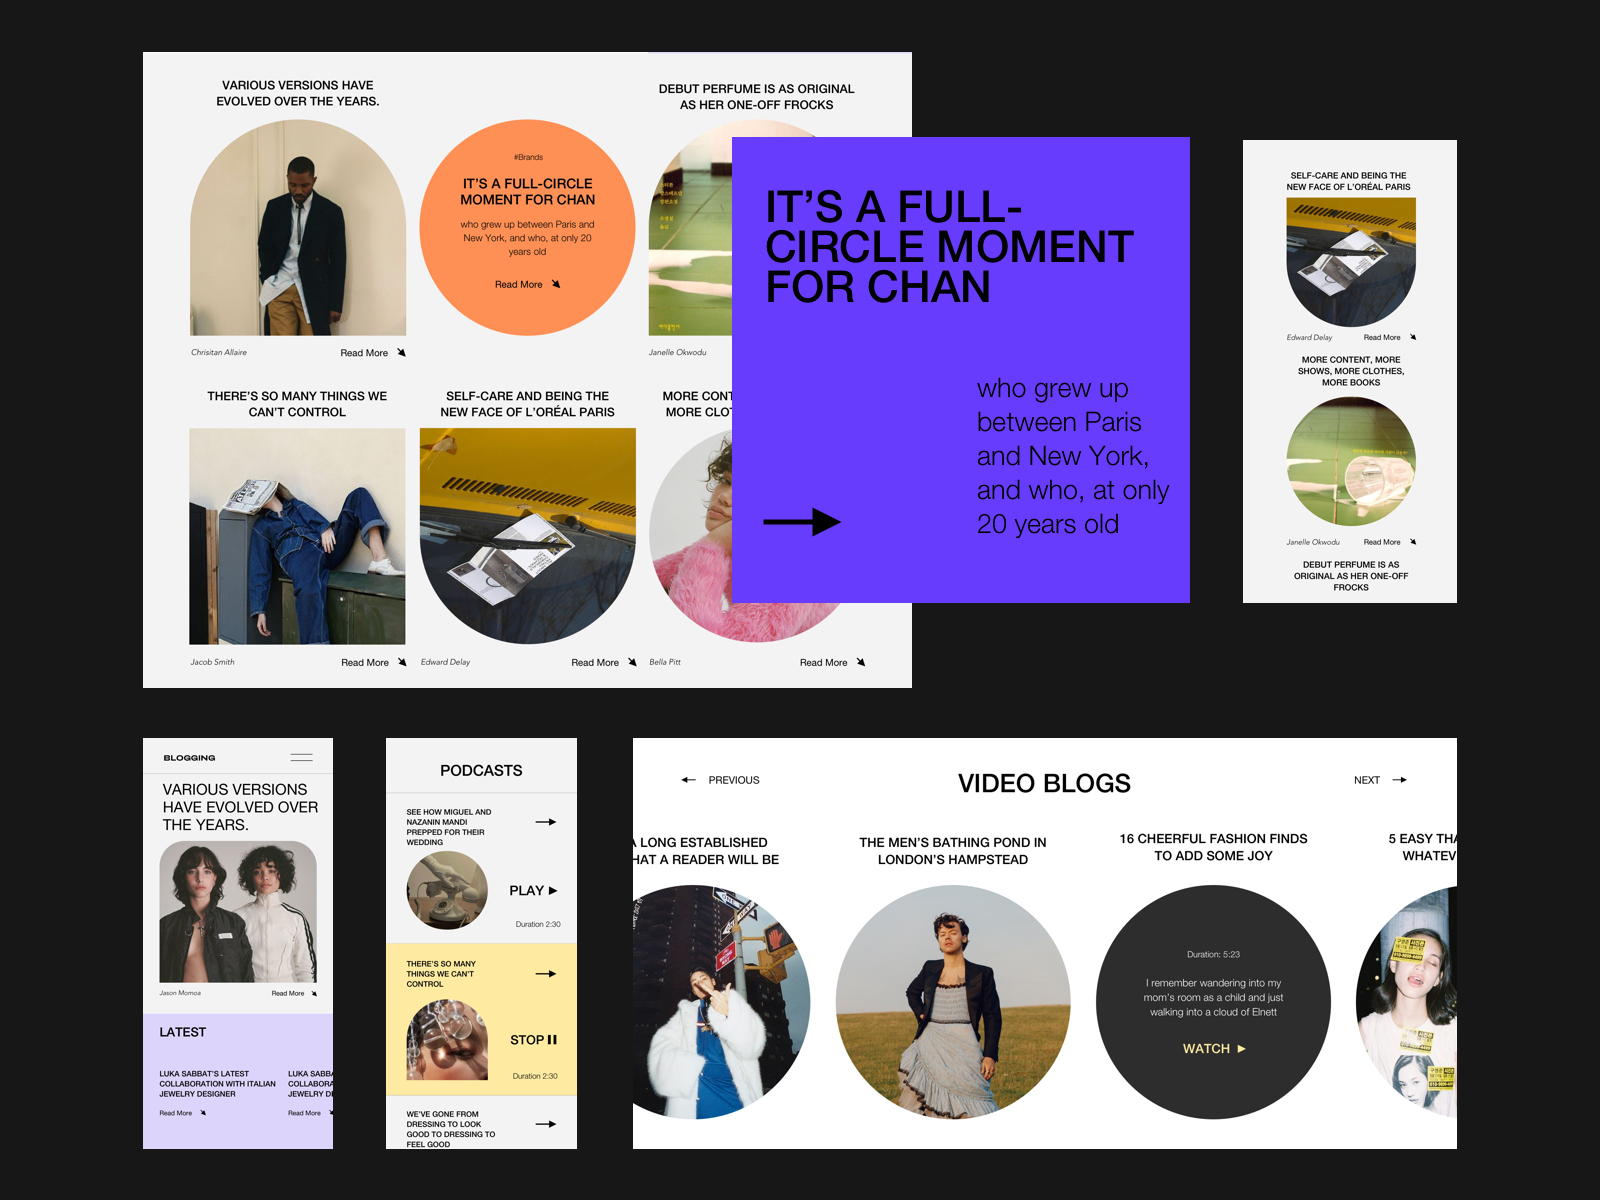 VARIOUS VERSIONS HAVE
EVOLVED OVER THE YEARS.
Chrisitan Allaire
Read More
#Brands
IT'S A FULL-CIRCLE
MOMENT FOR CHAN
who grew up between Paris and
New York, and who, at only 20
years old
Read More
DEBUT PERFUME IS AS ORIGINAL
AS HER ONE-OFF FROCKS
Janelle Okwodu
THERE'S SO MANY THINGS WE
CAN'T CONTROL
Jacob Smith
Read More
SELF-CARE AND BEING THE
NEW FACE OF L'ORÉAL PARIS
Edward Delay
Read More
MORE CONT
MORE CLOT
Bella Pitt
Read More
IT'S A FULL-
CIRCLE MOMENT
FOR CHAN
who grew up
between Paris
and New York,
and who, at only
20 years old
SELF-CARE AND BEING THE
NEW FACE OF L'ORÉAL PARIS
Edward Delay
Read More
MORE CONTENT, MORE
SHOWS, MORE CLOTHES,
MORE BOOKS
Janelle Okwodu
Read More
DEBUT PERFUME IS AS
ORIGINAL AS HER ONE-OFF
FROCKS
BLOGGING
VARIOUS VERSIONS
HAVE EVOLVED OVER
THE YEARS.
Jason Momoa
Read More
LATEST
LUKA SABBAT'S LATEST
COLLABORATION WITH ITALIAN
JEWELRY DESIGNER
Read More
LUKA SABBA
COLLABORA
JEWELRY DE
Read More
PODCASTS
SEE HOW MIGUEL AND
NAZANIN MANDI
PREPPED FOR THEIR
WEDDING
PLAY
Duration 2:30
THERE'S SO MANY
THINGS WE CAN'T
CONTROL
STOP
Duration 2:30
WE'VE GONE FROM
DRESSING TO LOOK
GOOD TO DRESSING TO
FEEL GOOD
PREVIOUS
VIDEO BLOGS
NEXT
A LONG ESTABLISHED
HAT A READER WILL BE
THE MEN'S BATHING POND IN
LONDON'S HAMPSTEAD
16 CHEERFUL FASHION FINDS
TO ADD SOME JOY
Duration: 5:23
I remember wandering into my
mom's room as a child and just
walking into a cloud of Elnett
WATCH
5 EASY THA
WHATEV